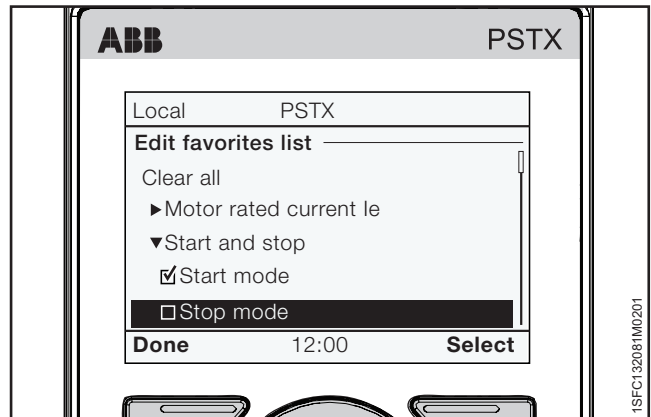 ABB PSTX
Local PSTX
Edit favorites list
Clear all
▶Motor rated current Ie
▼Start and stop
☑Start mode
☐Stop mode
Done 12:00 Select
1SFC132081M0201